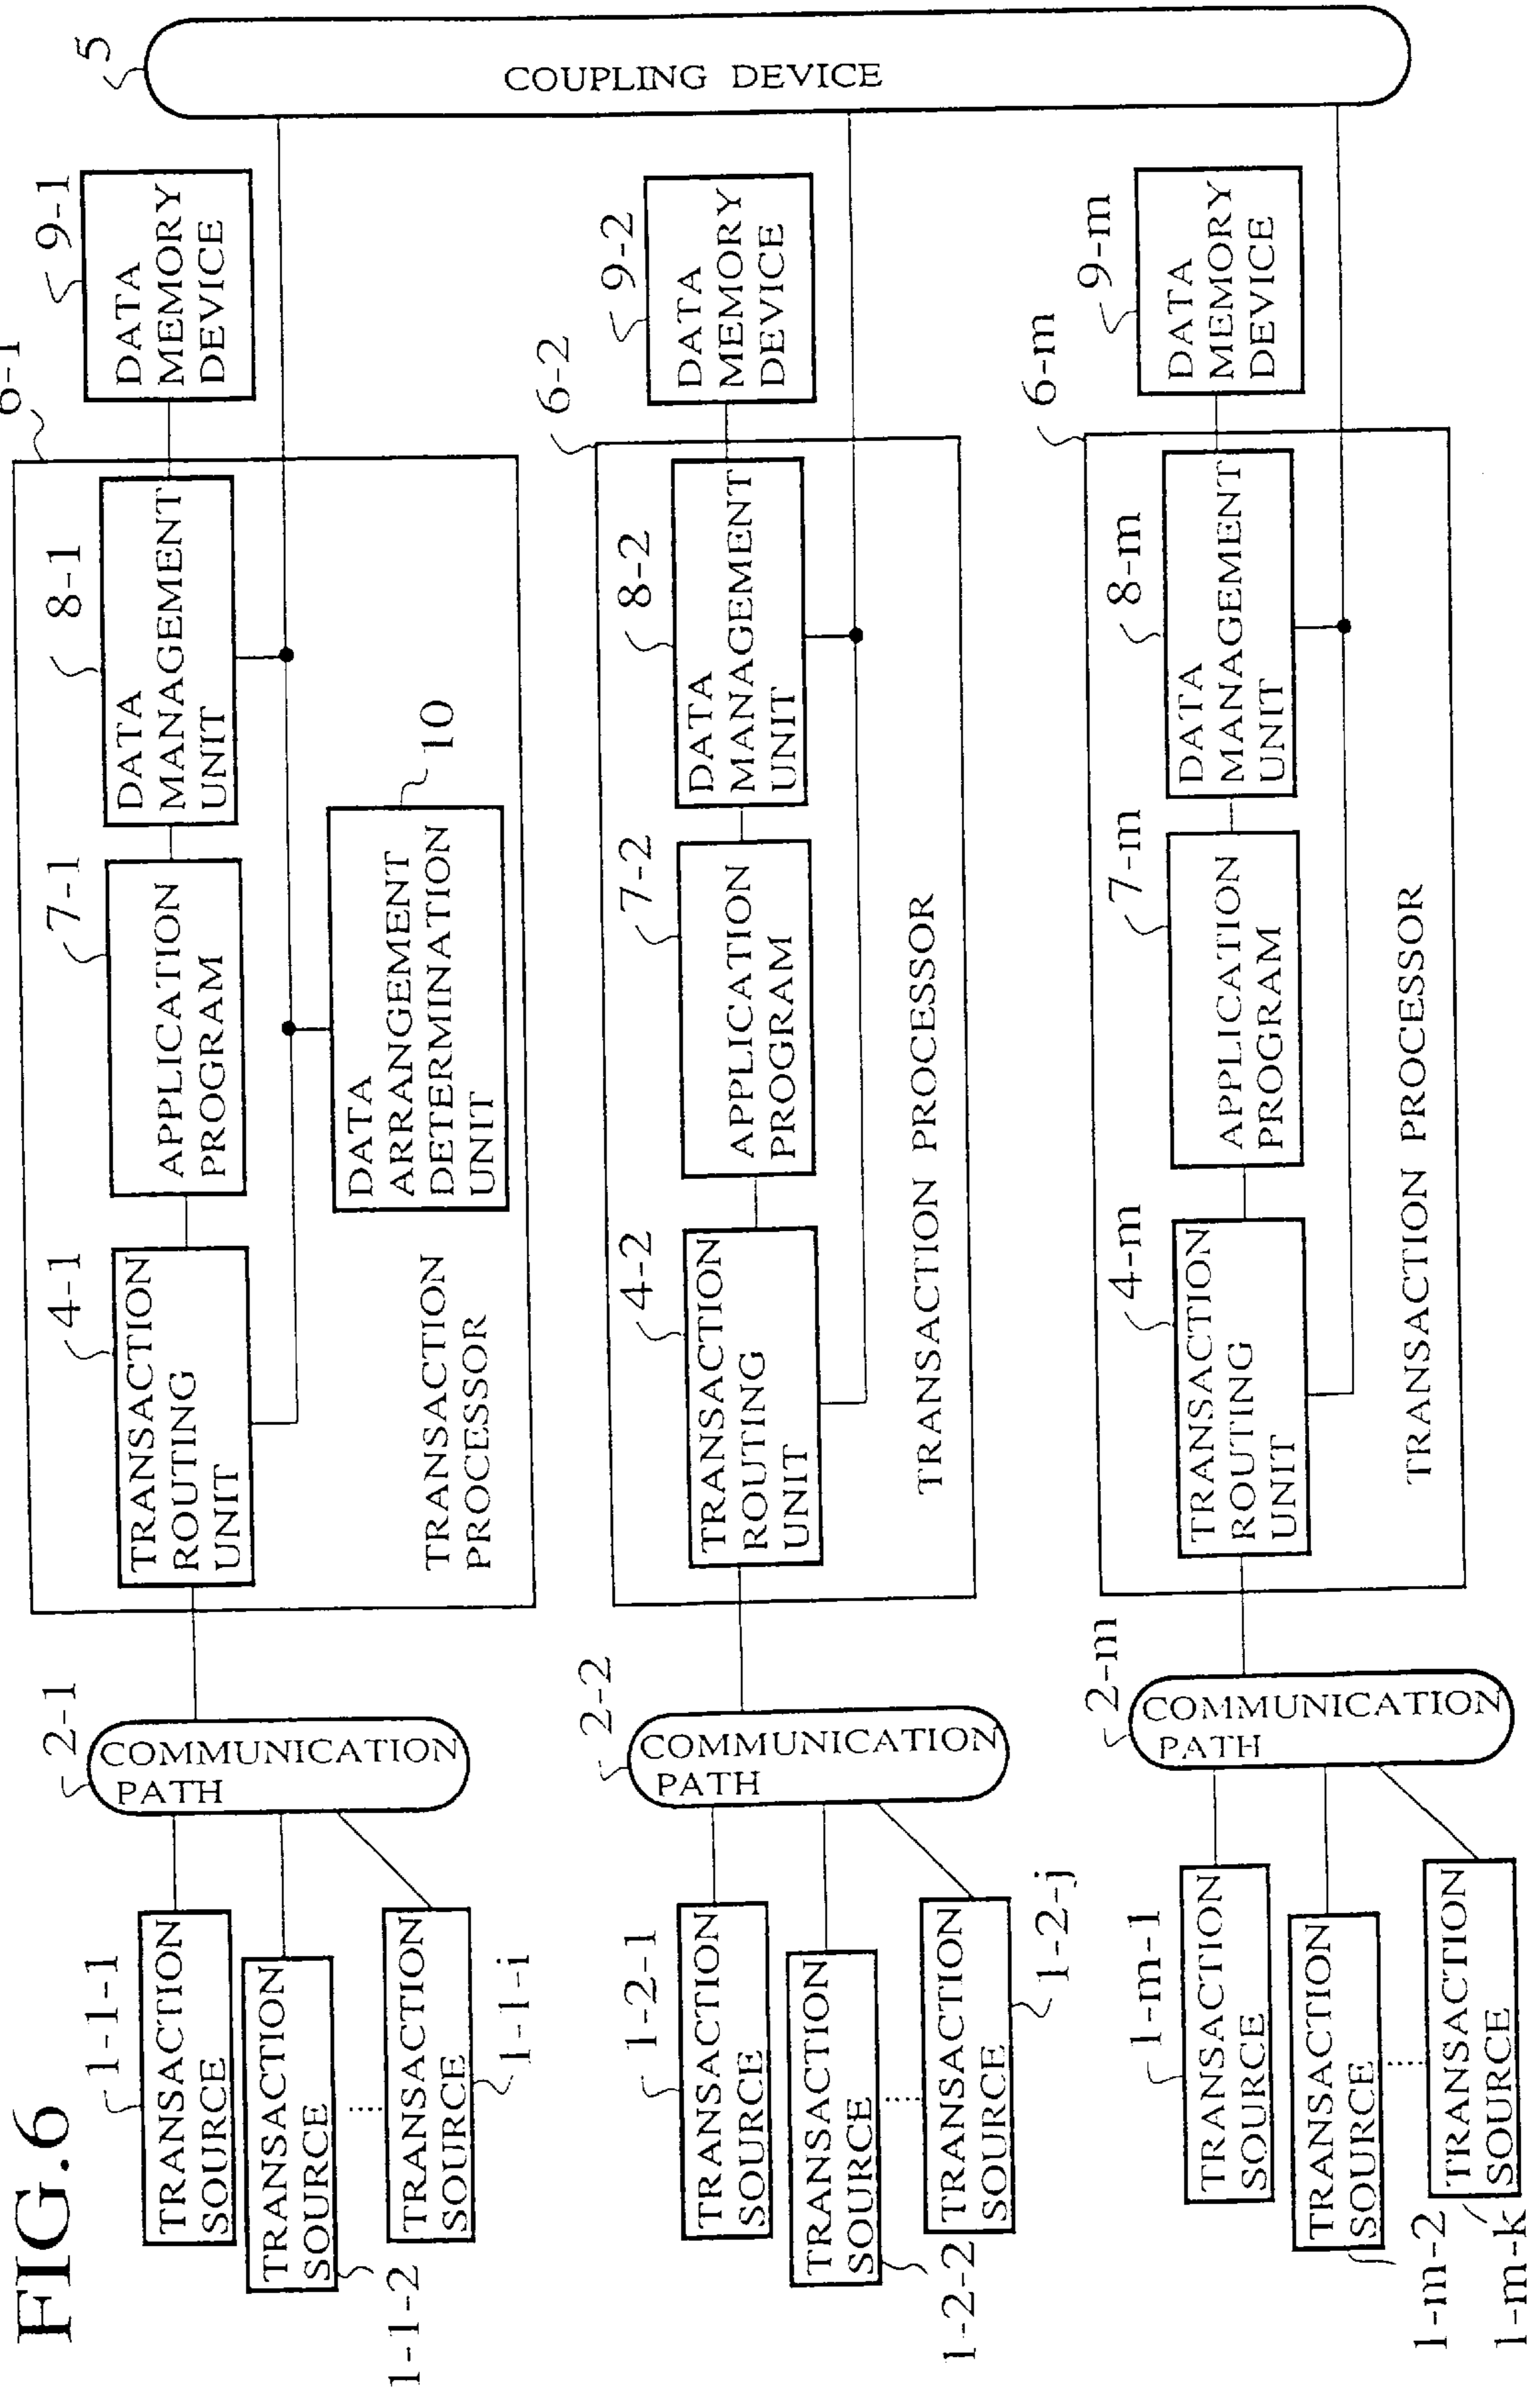 FIG.6
1-1-1
TRANSACTION
SOURCE
TRANSACTION
SOURCE
1-1-2
TRANSACTION
SOURCE
1-1-i
2-1
COMMUNICATION
PATH
6-1
4-1
TRANSACTION
ROUTING
UNIT
7-1
APPLICATION
PROGRAM
8-1
DATA
MANAGEMENT
UNIT
9-1
DATA
MEMORY
DEVICE
10
DATA
ARRANGEMENT
DETERMINATION
UNIT
TRANSACTION
PROCESSOR
5
COUPLING DEVICE
1-2-1
TRANSACTION
SOURCE
TRANSACTION
SOURCE
1-2-2
TRANSACTION
SOURCE
1-2-j
2-2
COMMUNICATION
PATH
6-2
4-2
TRANSACTION
ROUTING
UNIT
7-2
APPLICATION
PROGRAM
8-2
DATA
MANAGEMENT
UNIT
9-2
DATA
MEMORY
DEVICE
TRANSACTION PROCESSOR
1-m-1
TRANSACTION
SOURCE
TRANSACTION
SOURCE
1-m-2
TRANSACTION
SOURCE
1-m-k
2-m
COMMUNICATION
PATH
6-m
4-m
TRANSACTION
ROUTING
UNIT
7-m
APPLICATION
PROGRAM
8-m
DATA
MANAGEMENT
UNIT
9-m
DATA
MEMORY
DEVICE
TRANSACTION PROCESSOR